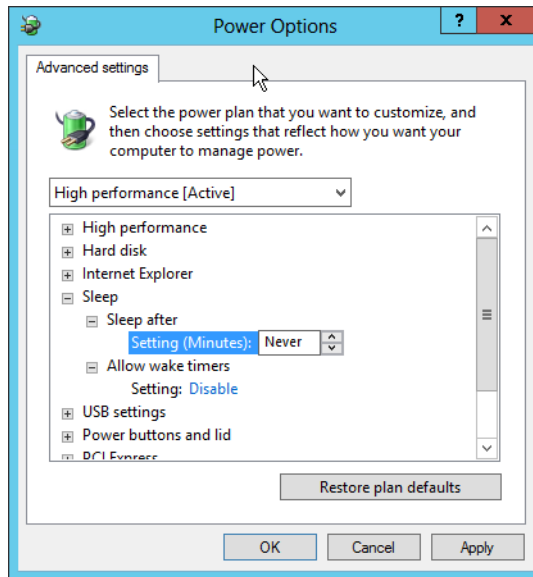 Power Options
?
x
Advanced settings
Select the power plan that you want to customize, and
then choose settings that reflect how you want your
computer to manage power.
High performance [Active]
High performance
Hard disk
Internet Explorer
Sleep
Sleep after
Setting (Minutes): Never
Allow wake timers
Setting: Disable
USB settings
Power buttons and lid
PCI Express
Restore plan defaults
OK Cancel Apply